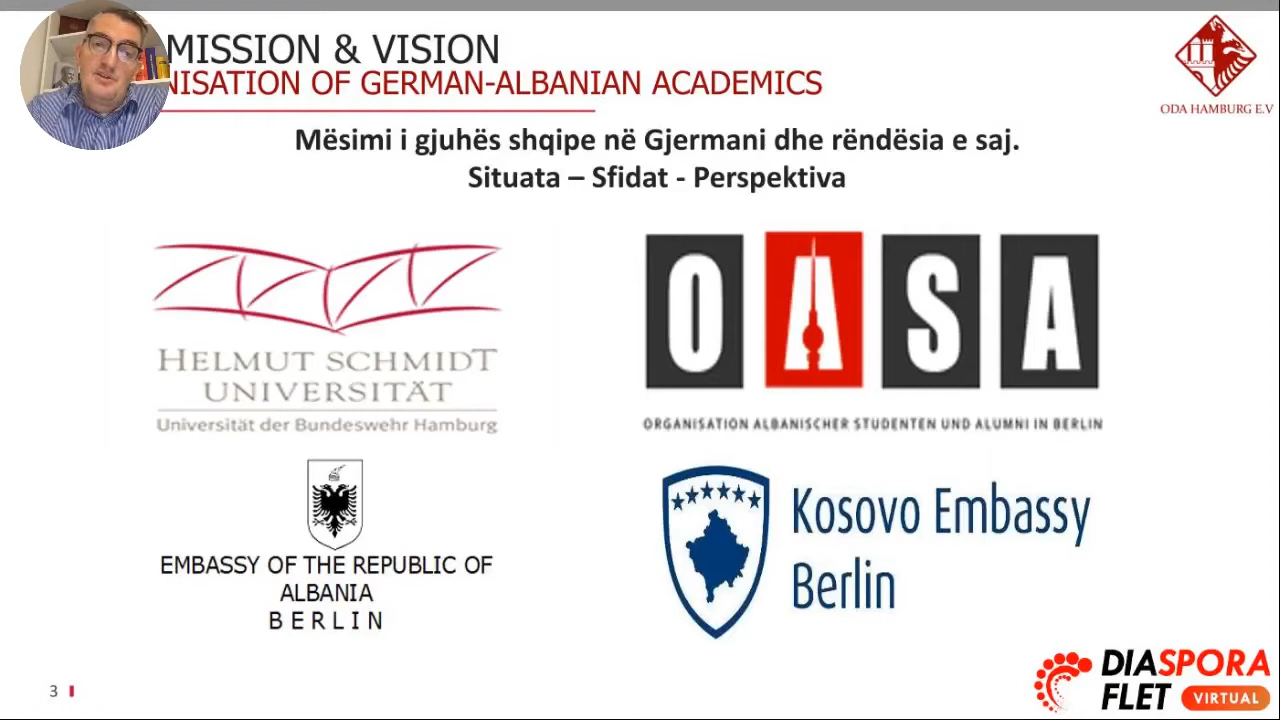 MISSION & VISION
NISATION OF GERMAN-ALBANIAN ACADEMICS
ODA HAMBURG E.V
Mësimi i gjuhës shqipe në Gjermani dhe rëndësia e saj.
Situata – Sfidat - Perspektiva
HELMUT SCHMIDT
UNIVERSITÄT
Universität der Bundeswehr Hamburg
OASA
ORGANISATION ALBANISCHER STUDENTEN UND ALUMNI IN BERLIN
EMBASSY OF THE REPUBLIC OF
ALBANIA
BERLIN
Kosovo Embassy
Berlin
3
DIASPORA
FLET VIRTUAL